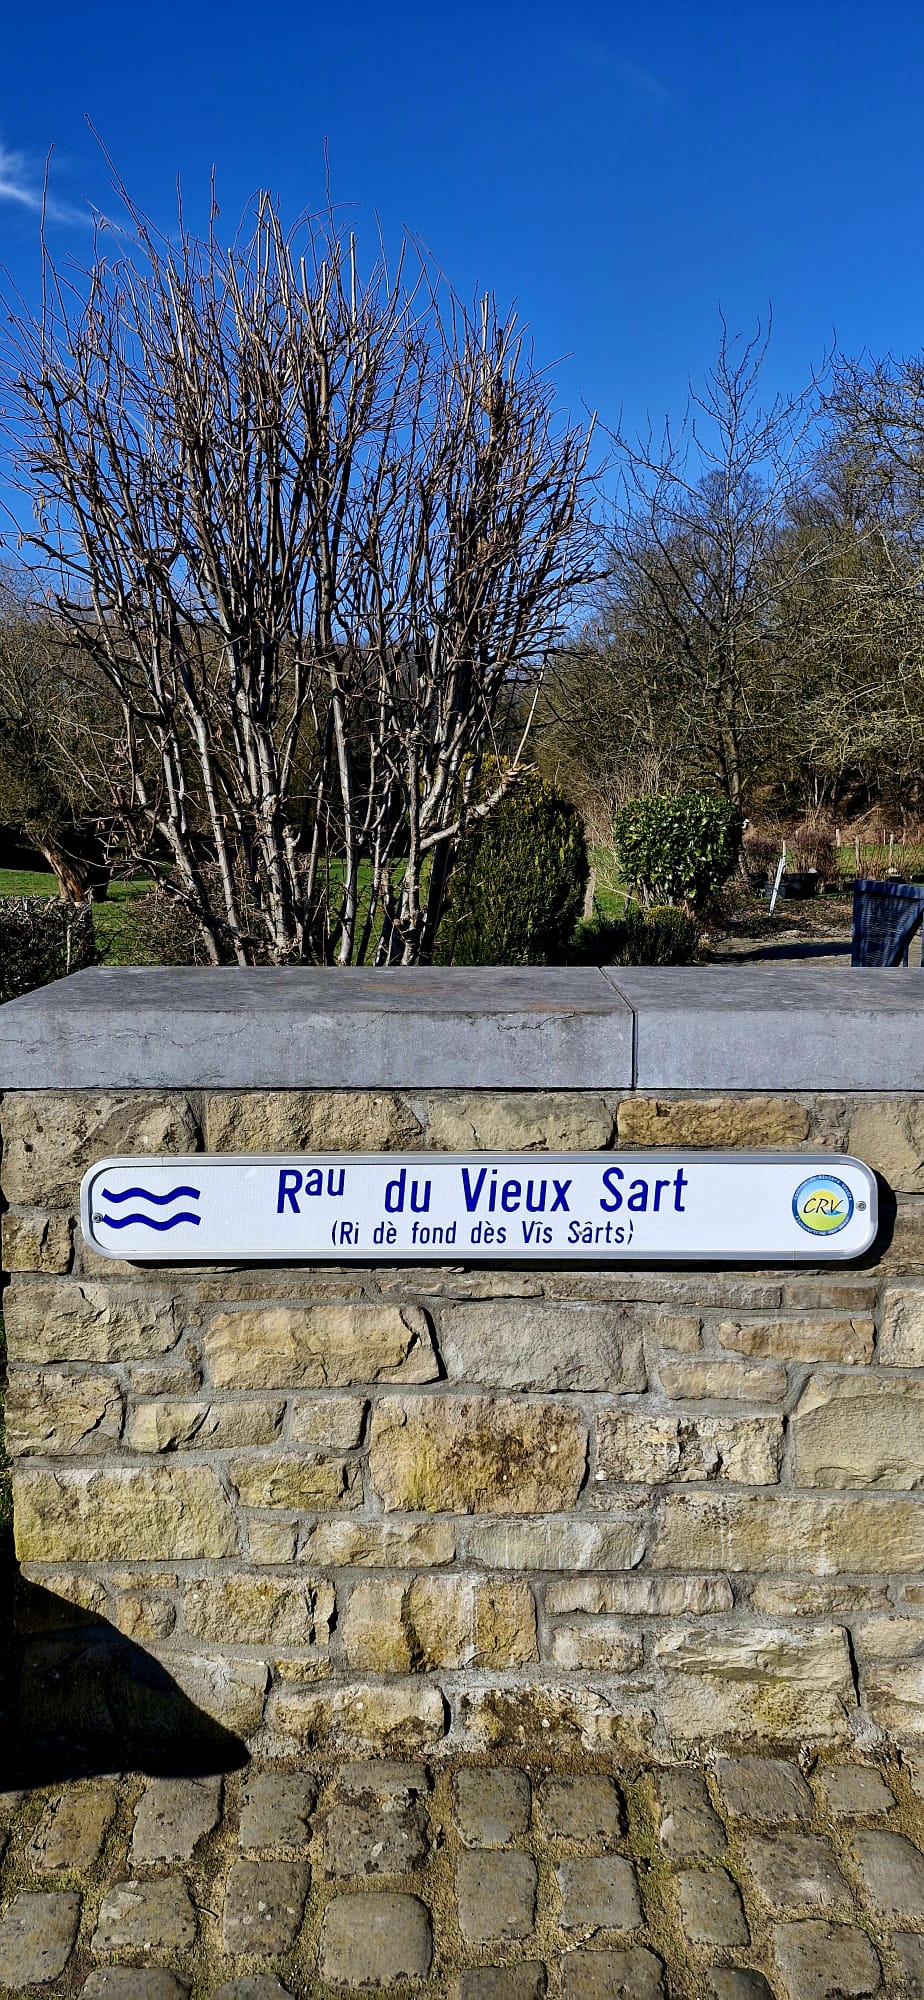 Rau du Vieux Sart
(Ri dè fond dès Vîs Sârts)
CRV